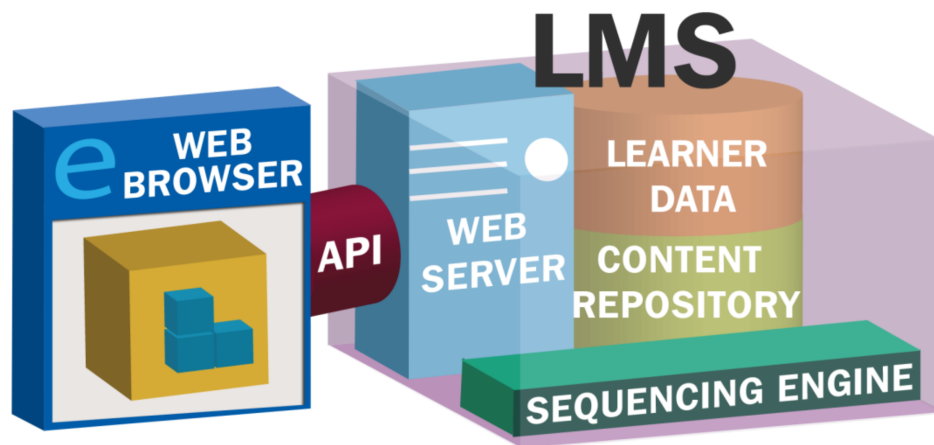 LMS
e
WEB
BROWSER
API
WEB
SERVER
LEARNER
DATA
CONTENT
REPOSITORY
SEQUENCING ENGINE